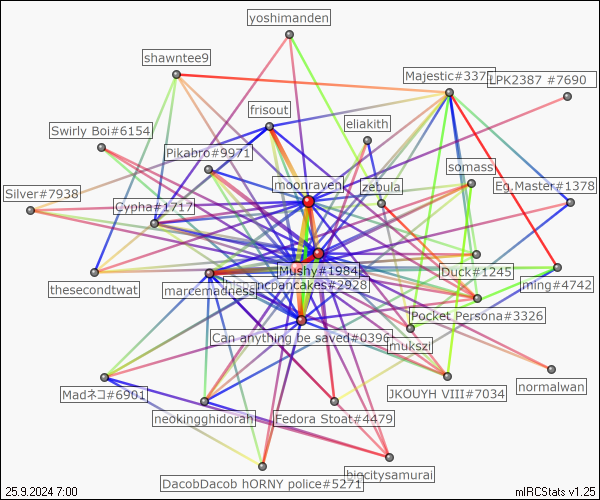 yoshimanden
shawntee9
Majestic#3375
LPK2387 #7690
frisout
eliakith
Swirly Boi#6154
Pikabro#9971
somass
moonraven
zebula
Eg.Master#1378
Silver#7938
Cypha#1717
Mushy#1984
Duck#1245
thesecondtwat
marcemadness
ncpancakes#2928
ming#4742
Pocket Persona#3326
Can anything be saved#0396
mukszi
Madネコ#6901
JKOUYH VIII#7034
normalwan
neokingghidorah
Fedora Stoat#4479
DacobDacob hORNY police#5271
bigcitysamurai
25.9.2024 7:00
mIRCStats v1.25